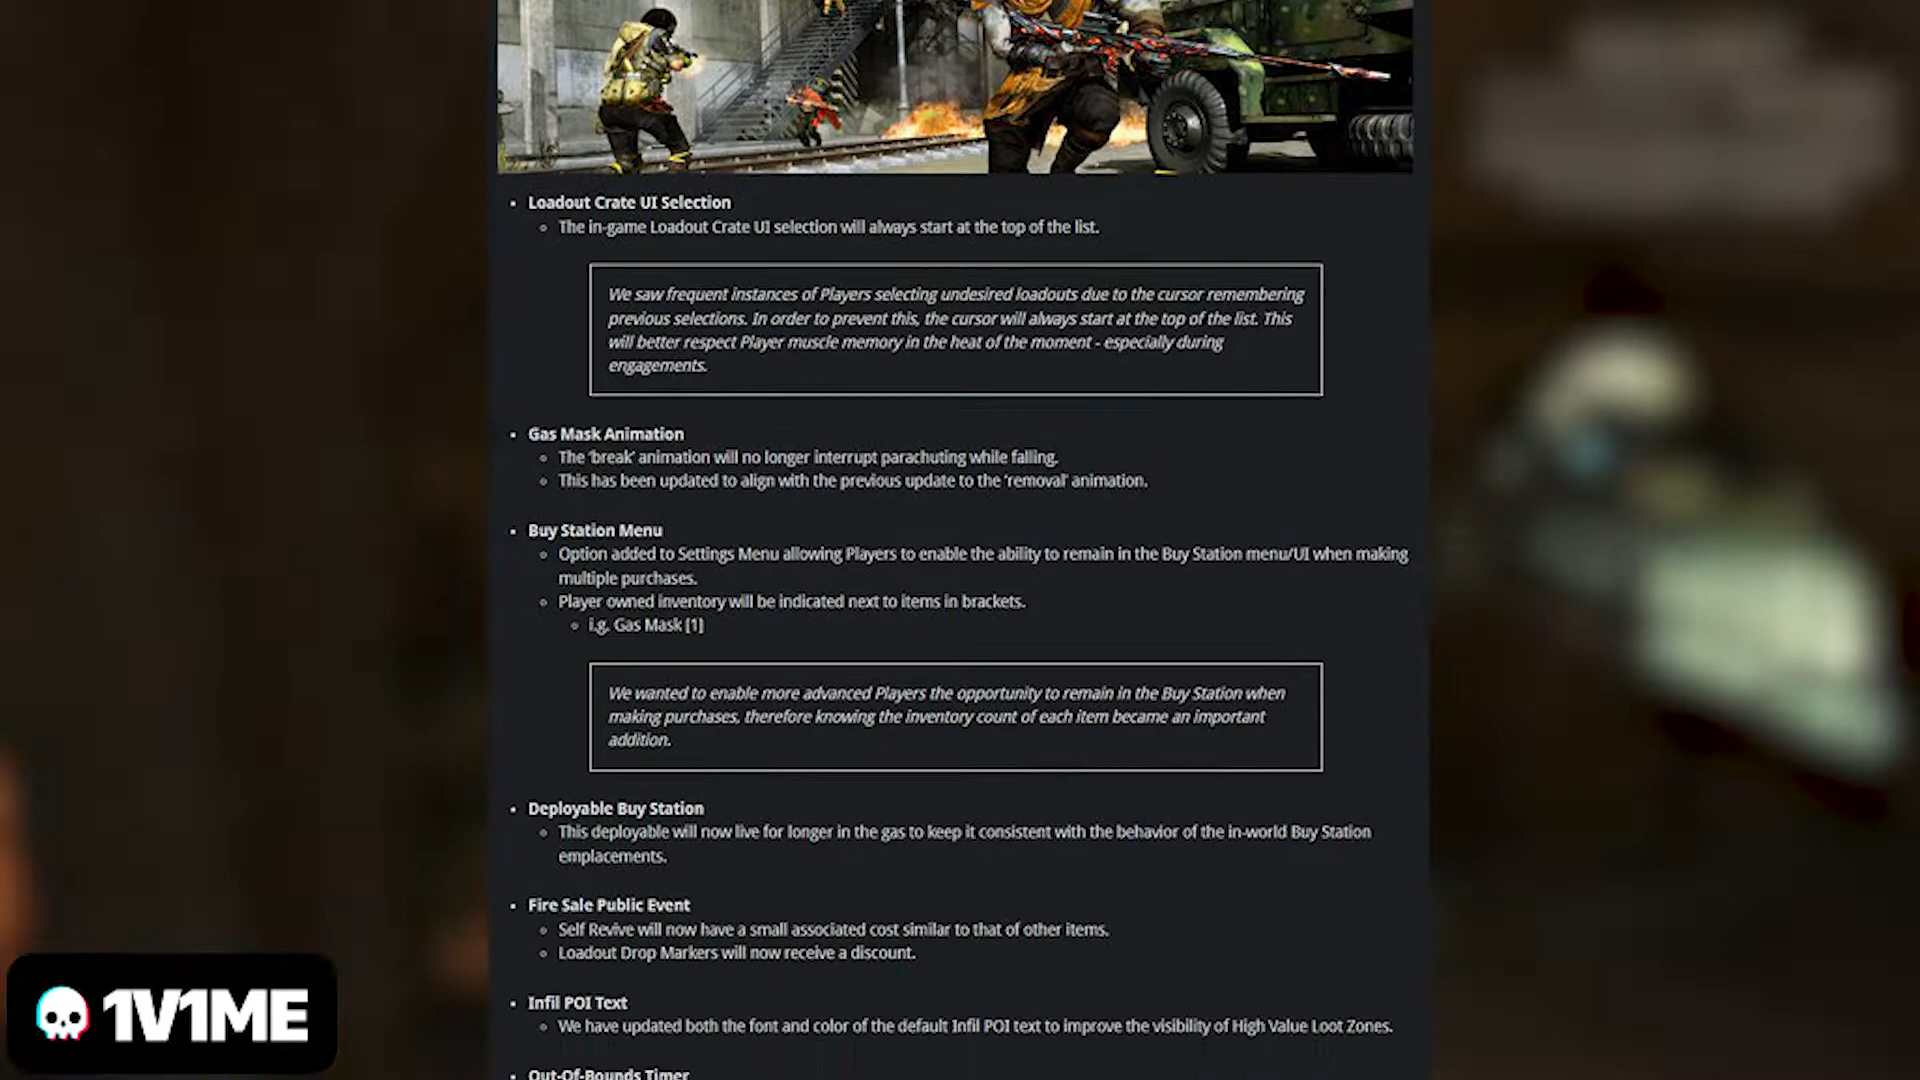 Loadout Crate UI Selection
The in-game Loadout Crate UI selection will always start at the top of the list.
We saw frequent instances of Players selecting undesired loadouts due to the cursor remembering
previous selections. In order to prevent this, the cursor will always start at the top of the list. This
will better respect Player muscle memory in the heat of the moment - especially during
engagements.
Gas Mask Animation
The 'break' animation will no longer interrupt parachuting while falling.
This has been updated to align with the previous update to the 'removal' animation.
Buy Station Menu
Option added to Settings Menu allowing Players to enable the ability to remain in the Buy Station menu/UI when making
multiple purchases.
Player owned inventory will be indicated next to items in brackets.
i.g. Gas Mask [1]
We wanted to enable more advanced Players the opportunity to remain in the Buy Station when
making purchases, therefore knowing the inventory count of each item became an important
addition.
Deployable Buy Station
This deployable will now live for longer in the gas to keep it consistent with the behavior of the in-world Buy Station
emplacements.
Fire Sale Public Event
Self Revive will now have a small associated cost similar to that of other items.
Loadout Drop Markers will now receive a discount.
Infil POI Text
We have updated both the font and color of the default Infil POI text to improve the visibility of High Value Loot Zones.
Out-Of-Bounds Timer
1V1ME